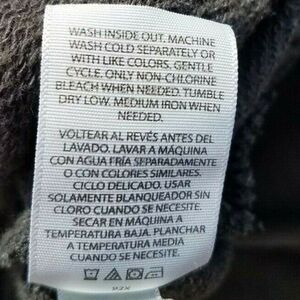 WASH INSIDE OUT. MACHINE
WASH COLD SEPARATELY OR
WITH LIKE COLORS. GENTLE
CYCLE. ONLY NON-CHLORINE
BLEACH WHEN NEEDED. TUMBLE
DRY LOW. MEDIUM IRON WHEN
NEEDED.
VOLTEAR AL REVÉS ANTES DEL
LAVADO. LAVAR A MÁQUINA
CON AGUA FRÍA SEPARADAMENTE
O CON COLORES SIMILARES.
CICLO DELICADO. USAR
SOLAMENTE BLANQUEADOR SIN
CLORO CUANDO SE NECESITE.
SECAR EN MÁQUINA A
TEMPERATURA BAJA. PLANCHAR
A TEMPERATURA MEDIA
CUANDO SE NECESITE.